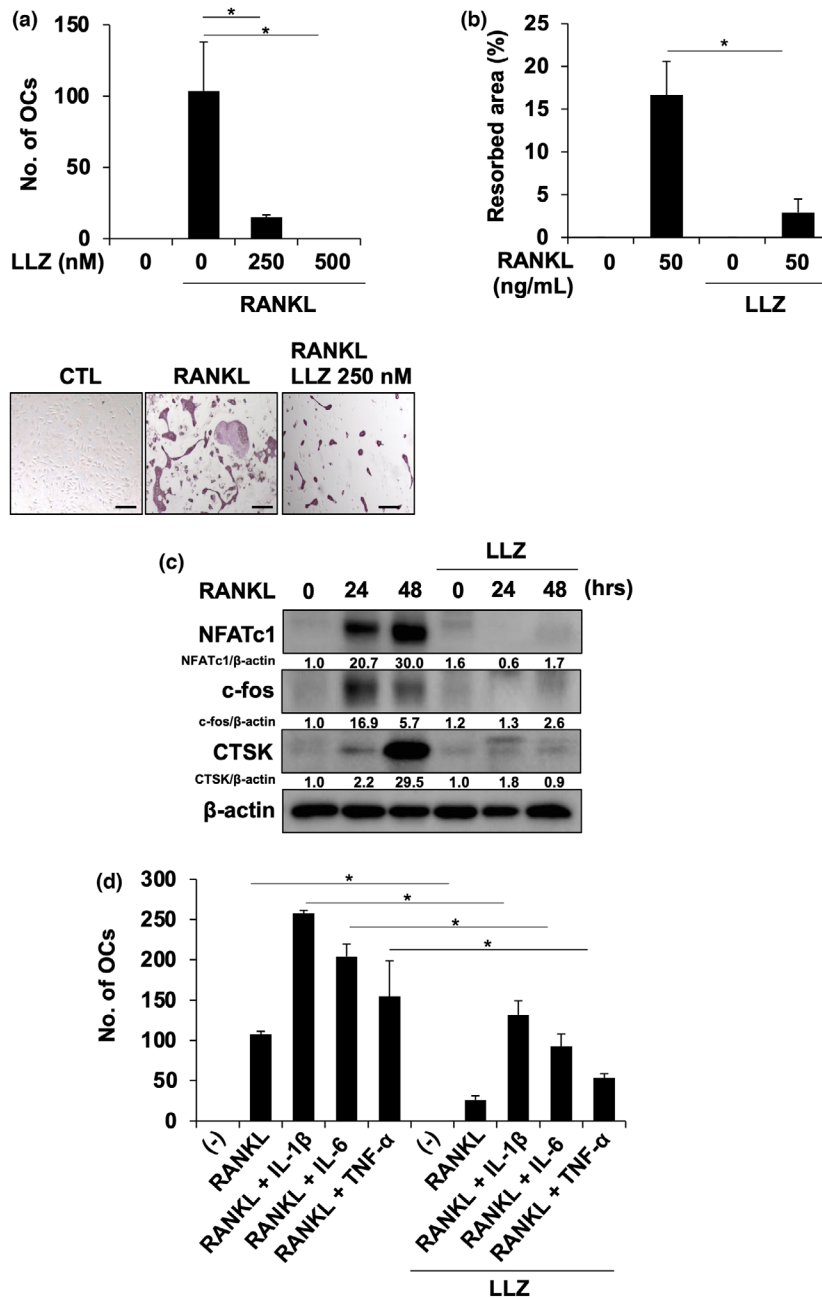 (a)
*
*
150
100
50
0
No. of OCs
LLZ (nM) 0 0 250 500
RANKL
(b)
*
25
20
15
10
5
0
Resorbed area (%)
RANKL 0 50 0 50
(ng/mL)
LLZ
CTL
RANKL
RANKL
LLZ 250 nM
(c)
LLZ
RANKL 0 24 48 0 24 48 (hrs)
NFATc1
NFATc1/β-actin 1.0 20.7 30.0 1.6 0.6 1.7
c-fos
c-fos/β-actin 1.0 16.9 5.7 1.2 1.3 2.6
CTSK
CTSK/β-actin 1.0 2.2 29.5 1.0 1.8 0.9
β-actin
(d)
*
*
*
*
300
250
200
150
100
50
0
No. of OCs
(-)
RANKL
RANKL + IL-1β
RANKL + IL-6
RANKL + TNF-α
(-)
RANKL
RANKL + IL-1β
RANKL + IL-6
RANKL + TNF-α
LLZ